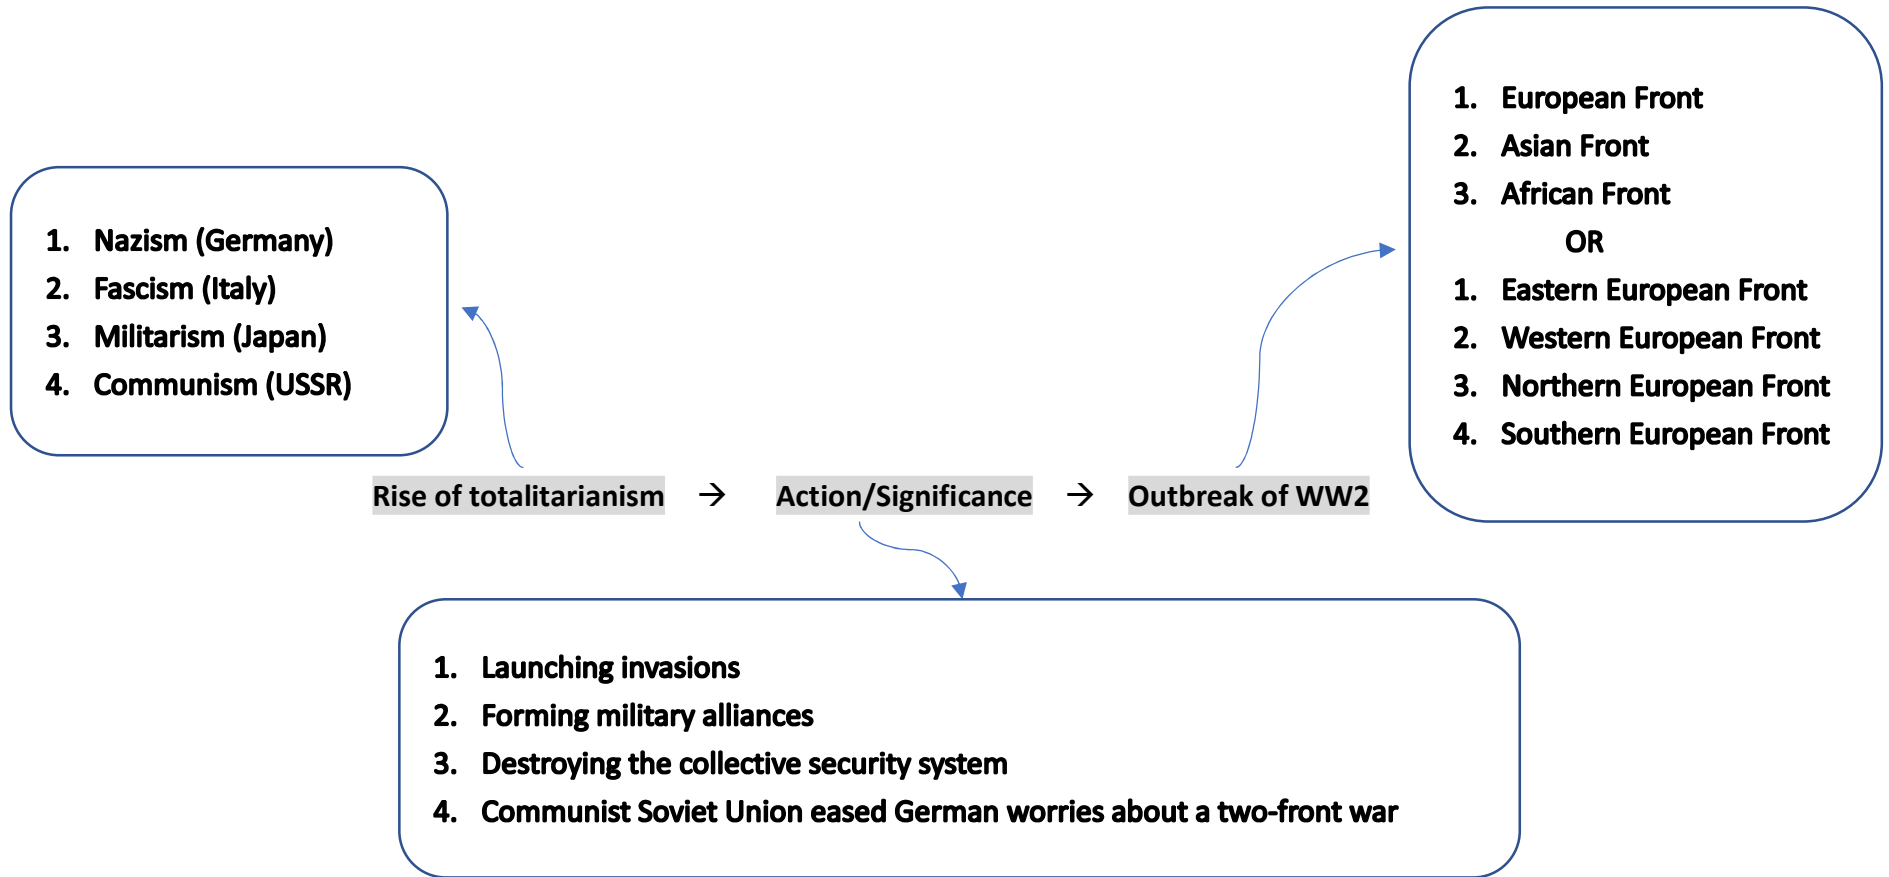 1. European Front
2. Asian Front
3. African Front
OR
1. Eastern European Front
2. Western European Front
3. Northern European Front
4. Southern European Front
1. Nazism (Germany)
2. Fascism (Italy)
3. Militarism (Japan)
4. Communism (USSR)
Rise of totalitarianism → Action/Significance → Outbreak of WW2
1. Launching invasions
2. Forming military alliances
3. Destroying the collective security system
4. Communist Soviet Union eased German worries about a two-front war